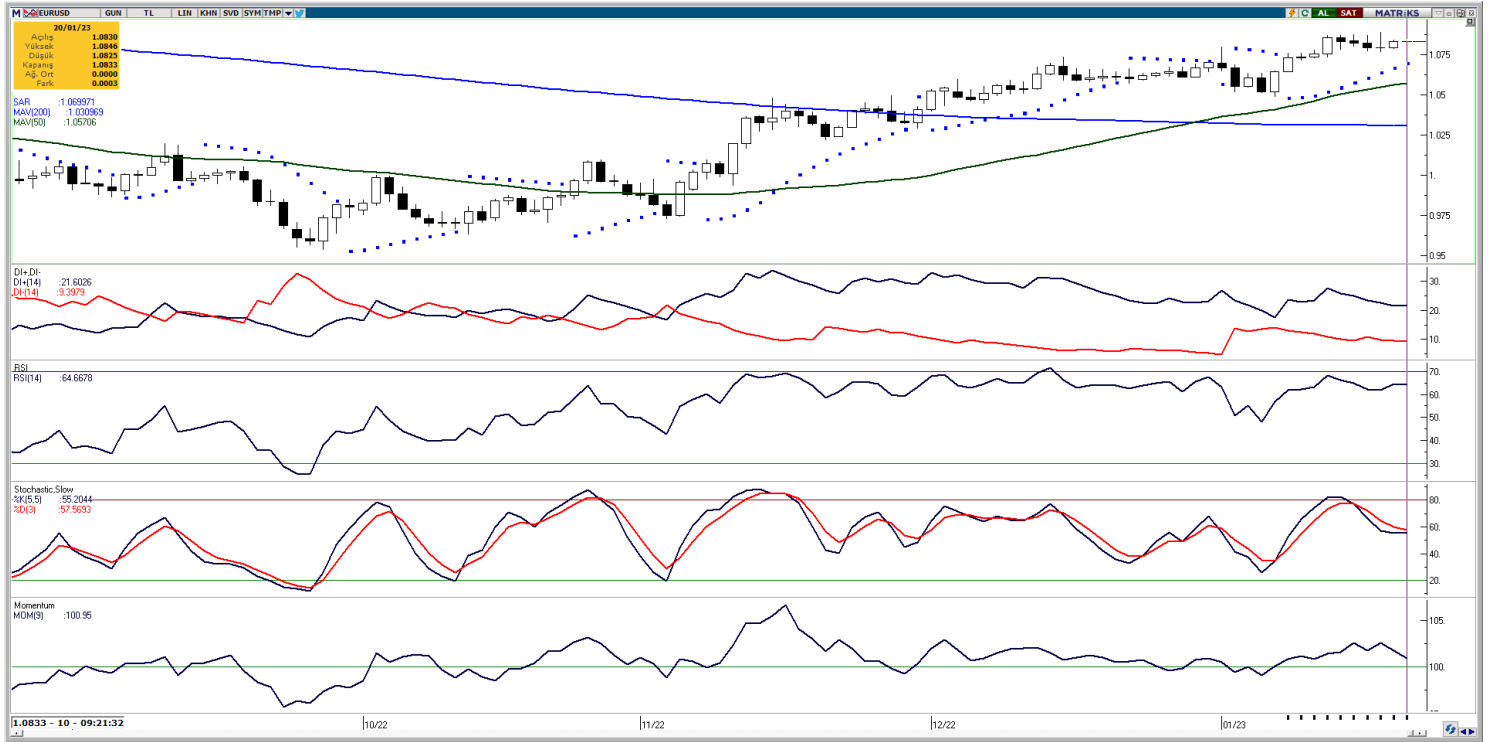 M EURUSD GUN TL LIN KHN SVD SYM TMP C AL SAT MATRiKS
20/01/23
Açılış 1.0830
Yüksek 1.0846
Düşük 1.0825
Kapanış 1.0833
Ağ. Ort 0.0000
Fark 0.0003
SAR :1.069971
MAV(200) :1.030969
MAV(50) :1.05706
1.075
1.05
1.025
1.
0.975
0.95
DI+,DI-
DI+(14) :21.6026
DI-(14) :9.3979
30.
20.
10.
RSI
RSI(14) :64.6678
70.
60.
50.
40.
30.
Stochastic,Slow
%K(5,5) :55.2044
%D(3) :57.5693
80.
60.
40.
20.
Momentum
MOM(9) :100.95
105.
100.
1.0833 - 10 - 09:21:32
10/22
11/22
12/22
01/23